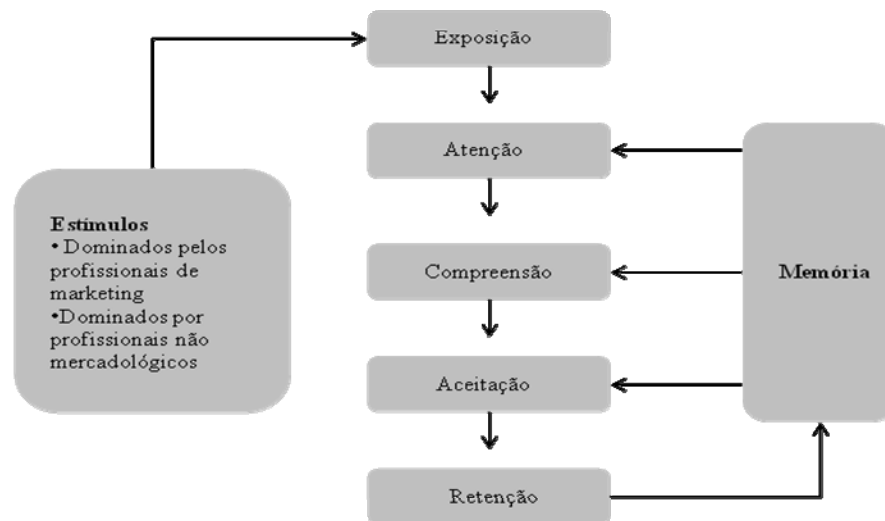 Exposição
Atenção
Estímulos
• Dominados pelos
profissionais de
marketing
•Dominados por
profissionais não
mercadológicos
Compreensão
Memória
Aceitação
Retenção